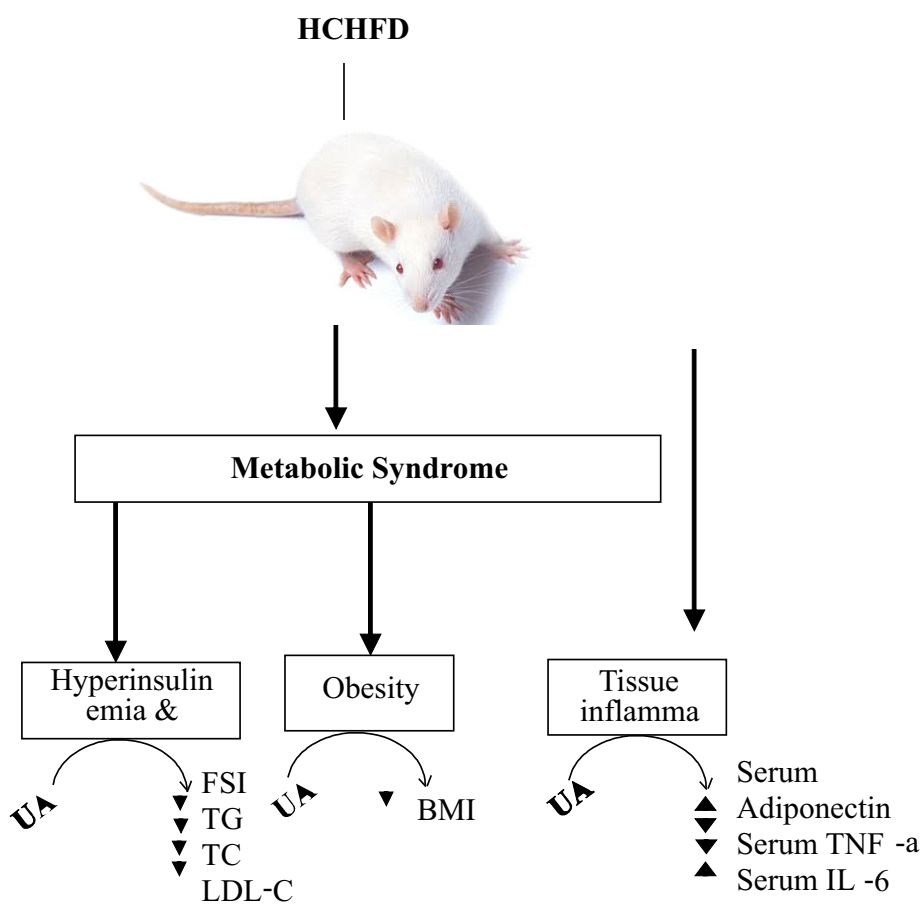 HCHFD
Metabolic Syndrome
Hyperinsulin
emia &
Obesity
Tissue
inflamma
UA
FSI
TG
TC
LDL-C
UA
BMI
UA
Serum
Adiponectin
Serum TNF -a
Serum IL -6